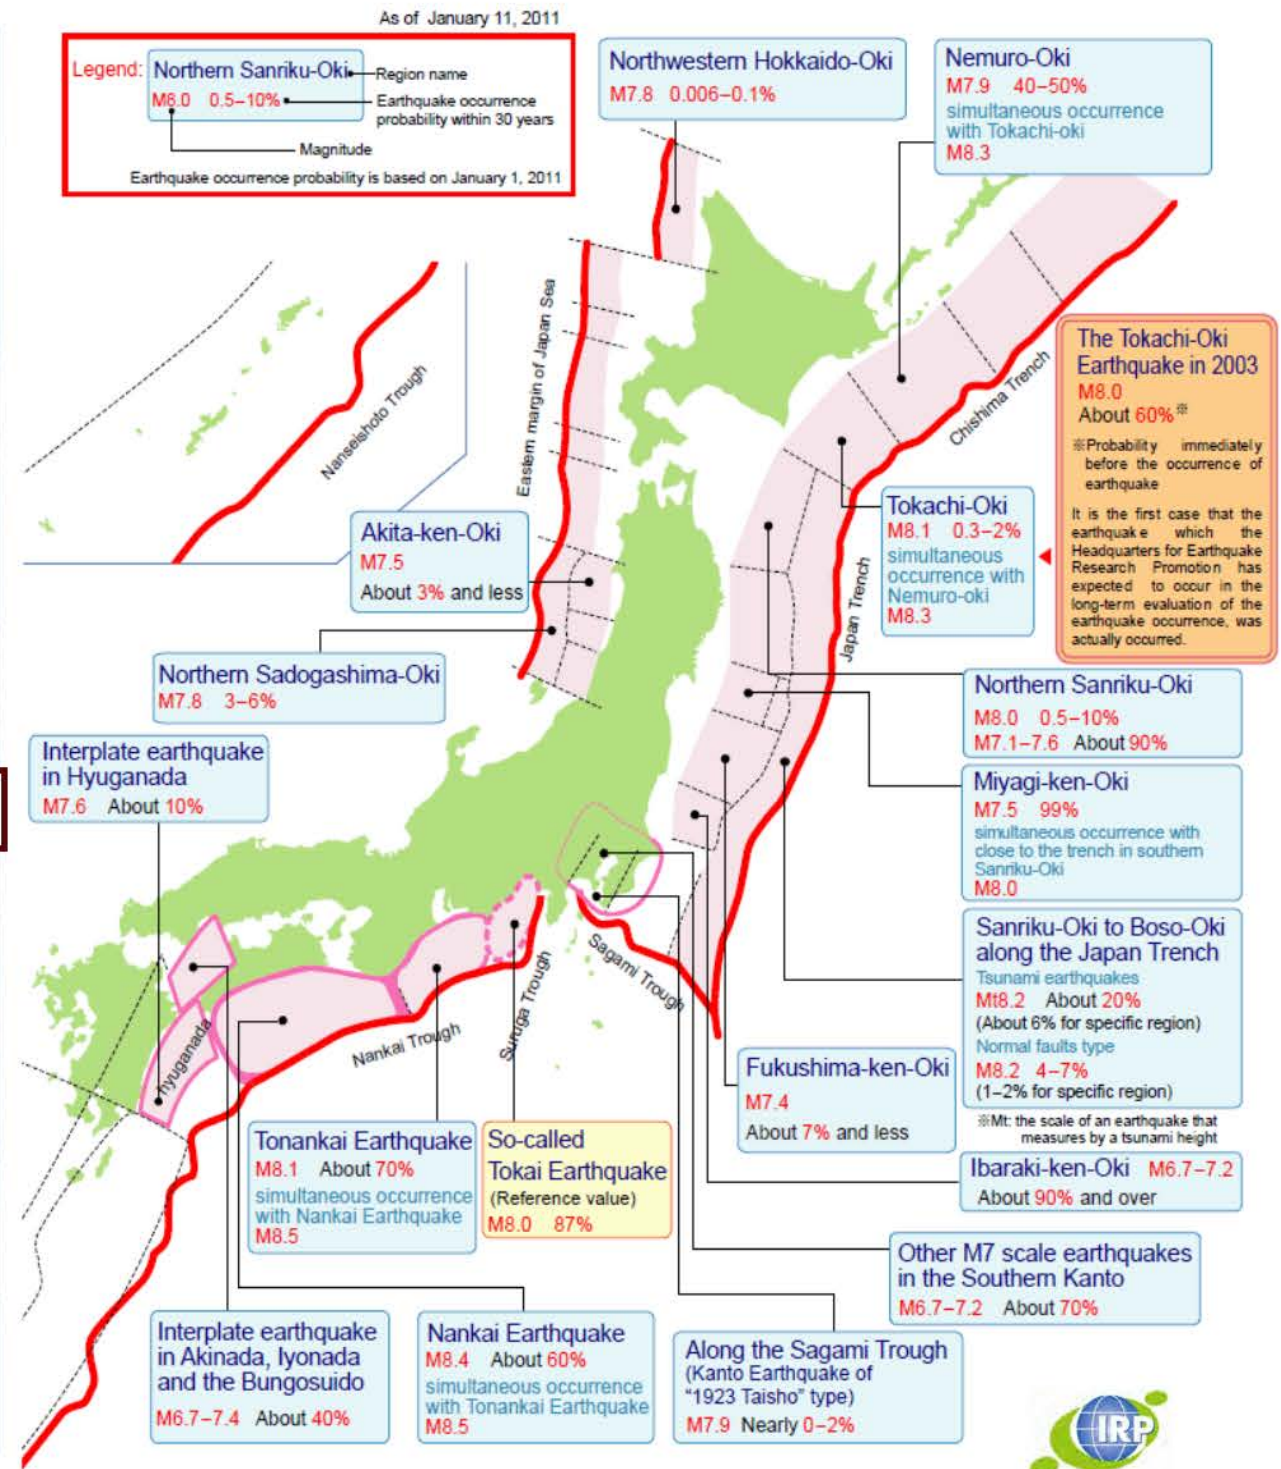 As of January 11, 2011
Legend:
Northern Sanriku-Oki
M8.0 0.5–10%
Region name
Earthquake occurrence
probability within 30 years
Magnitude
Earthquake occurrence probability is based on January 1, 2011
Northwestern Hokkaido-Oki
M7.8 0.006–0.1%
Nemuro-Oki
M7.9 40–50%
simultaneous occurrence
with Tokachi-oki
M8.3
Eastern margin of Japan Sea
Nanseishoto Trough
Chishima Trench
The Tokachi-Oki
Earthquake in 2003
M8.0
About 60%※
※Probability immediately
before the occurrence of
earthquake
It is the first case that the
earthquake which the
Headquarters for Earthquake
Research Promotion has
expected to occur in the
long-term evaluation of the
earthquake occurrence, was
actually occurred.
Akita-ken-Oki
M7.5
About 3% and less
Tokachi-Oki
M8.1 0.3–2%
simultaneous
occurrence with
Nemuro-oki
M8.3
Japan Trench
Northern Sadogashima-Oki
M7.8 3–6%
Northern Sanriku-Oki
M8.0 0.5–10%
M7.1–7.6 About 90%
Interplate earthquake
in Hyuganada
M7.6 About 10%
Miyagi-ken-Oki
M7.5 99%
simultaneous occurrence with
close to the trench in southern
Sanriku-Oki
M8.0
Sanriku-Oki to Boso-Oki
along the Japan Trench
Tsunami earthquakes
Mt8.2 About 20%
(About 6% for specific region)
Normal faults type
M8.2 4–7%
(1–2% for specific region)
※Mt: the scale of an earthquake that
measures by a tsunami height
Sagami Trough
Suruga Trough
Nankai Trough
hyuganada
Fukushima-ken-Oki
M7.4
About 7% and less
Ibaraki-ken-Oki M6.7–7.2
About 90% and over
Tonankai Earthquake
M8.1 About 70%
simultaneous occurrence
with Nankai Earthquake
M8.5
So-called
Tokai Earthquake
(Reference value)
M8.0 87%
Other M7 scale earthquakes
in the Southern Kanto
M6.7–7.2 About 70%
Interplate earthquake
in Akinada, Iyonada
and the Bungosuido
M6.7–7.4 About 40%
Nankai Earthquake
M8.4 About 60%
simultaneous occurrence
with Tonankai Earthquake
M8.5
Along the Sagami Trough
(Kanto Earthquake of
"1923 Taisho" type)
M7.9 Nearly 0–2%
IRP